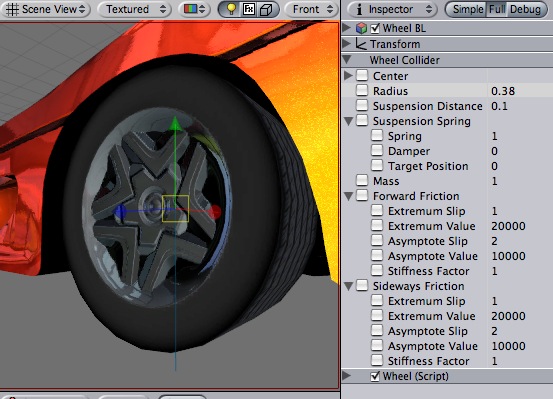 Scene View
Textured
Front
Inspector
Simple Full Debug
Wheel BL
Transform
Wheel Collider
Center
Radius 0.38
Suspension Distance 0.1
Suspension Spring
Spring 1
Damper 0
Target Position 0
Mass 1
Forward Friction
Extremum Slip 1
Extremum Value 20000
Asymptote Slip 2
Asymptote Value 10000
Stiffness Factor 1
Sideways Friction
Extremum Slip 1
Extremum Value 20000
Asymptote Slip 2
Asymptote Value 10000
Stiffness Factor 1
Wheel (Script)